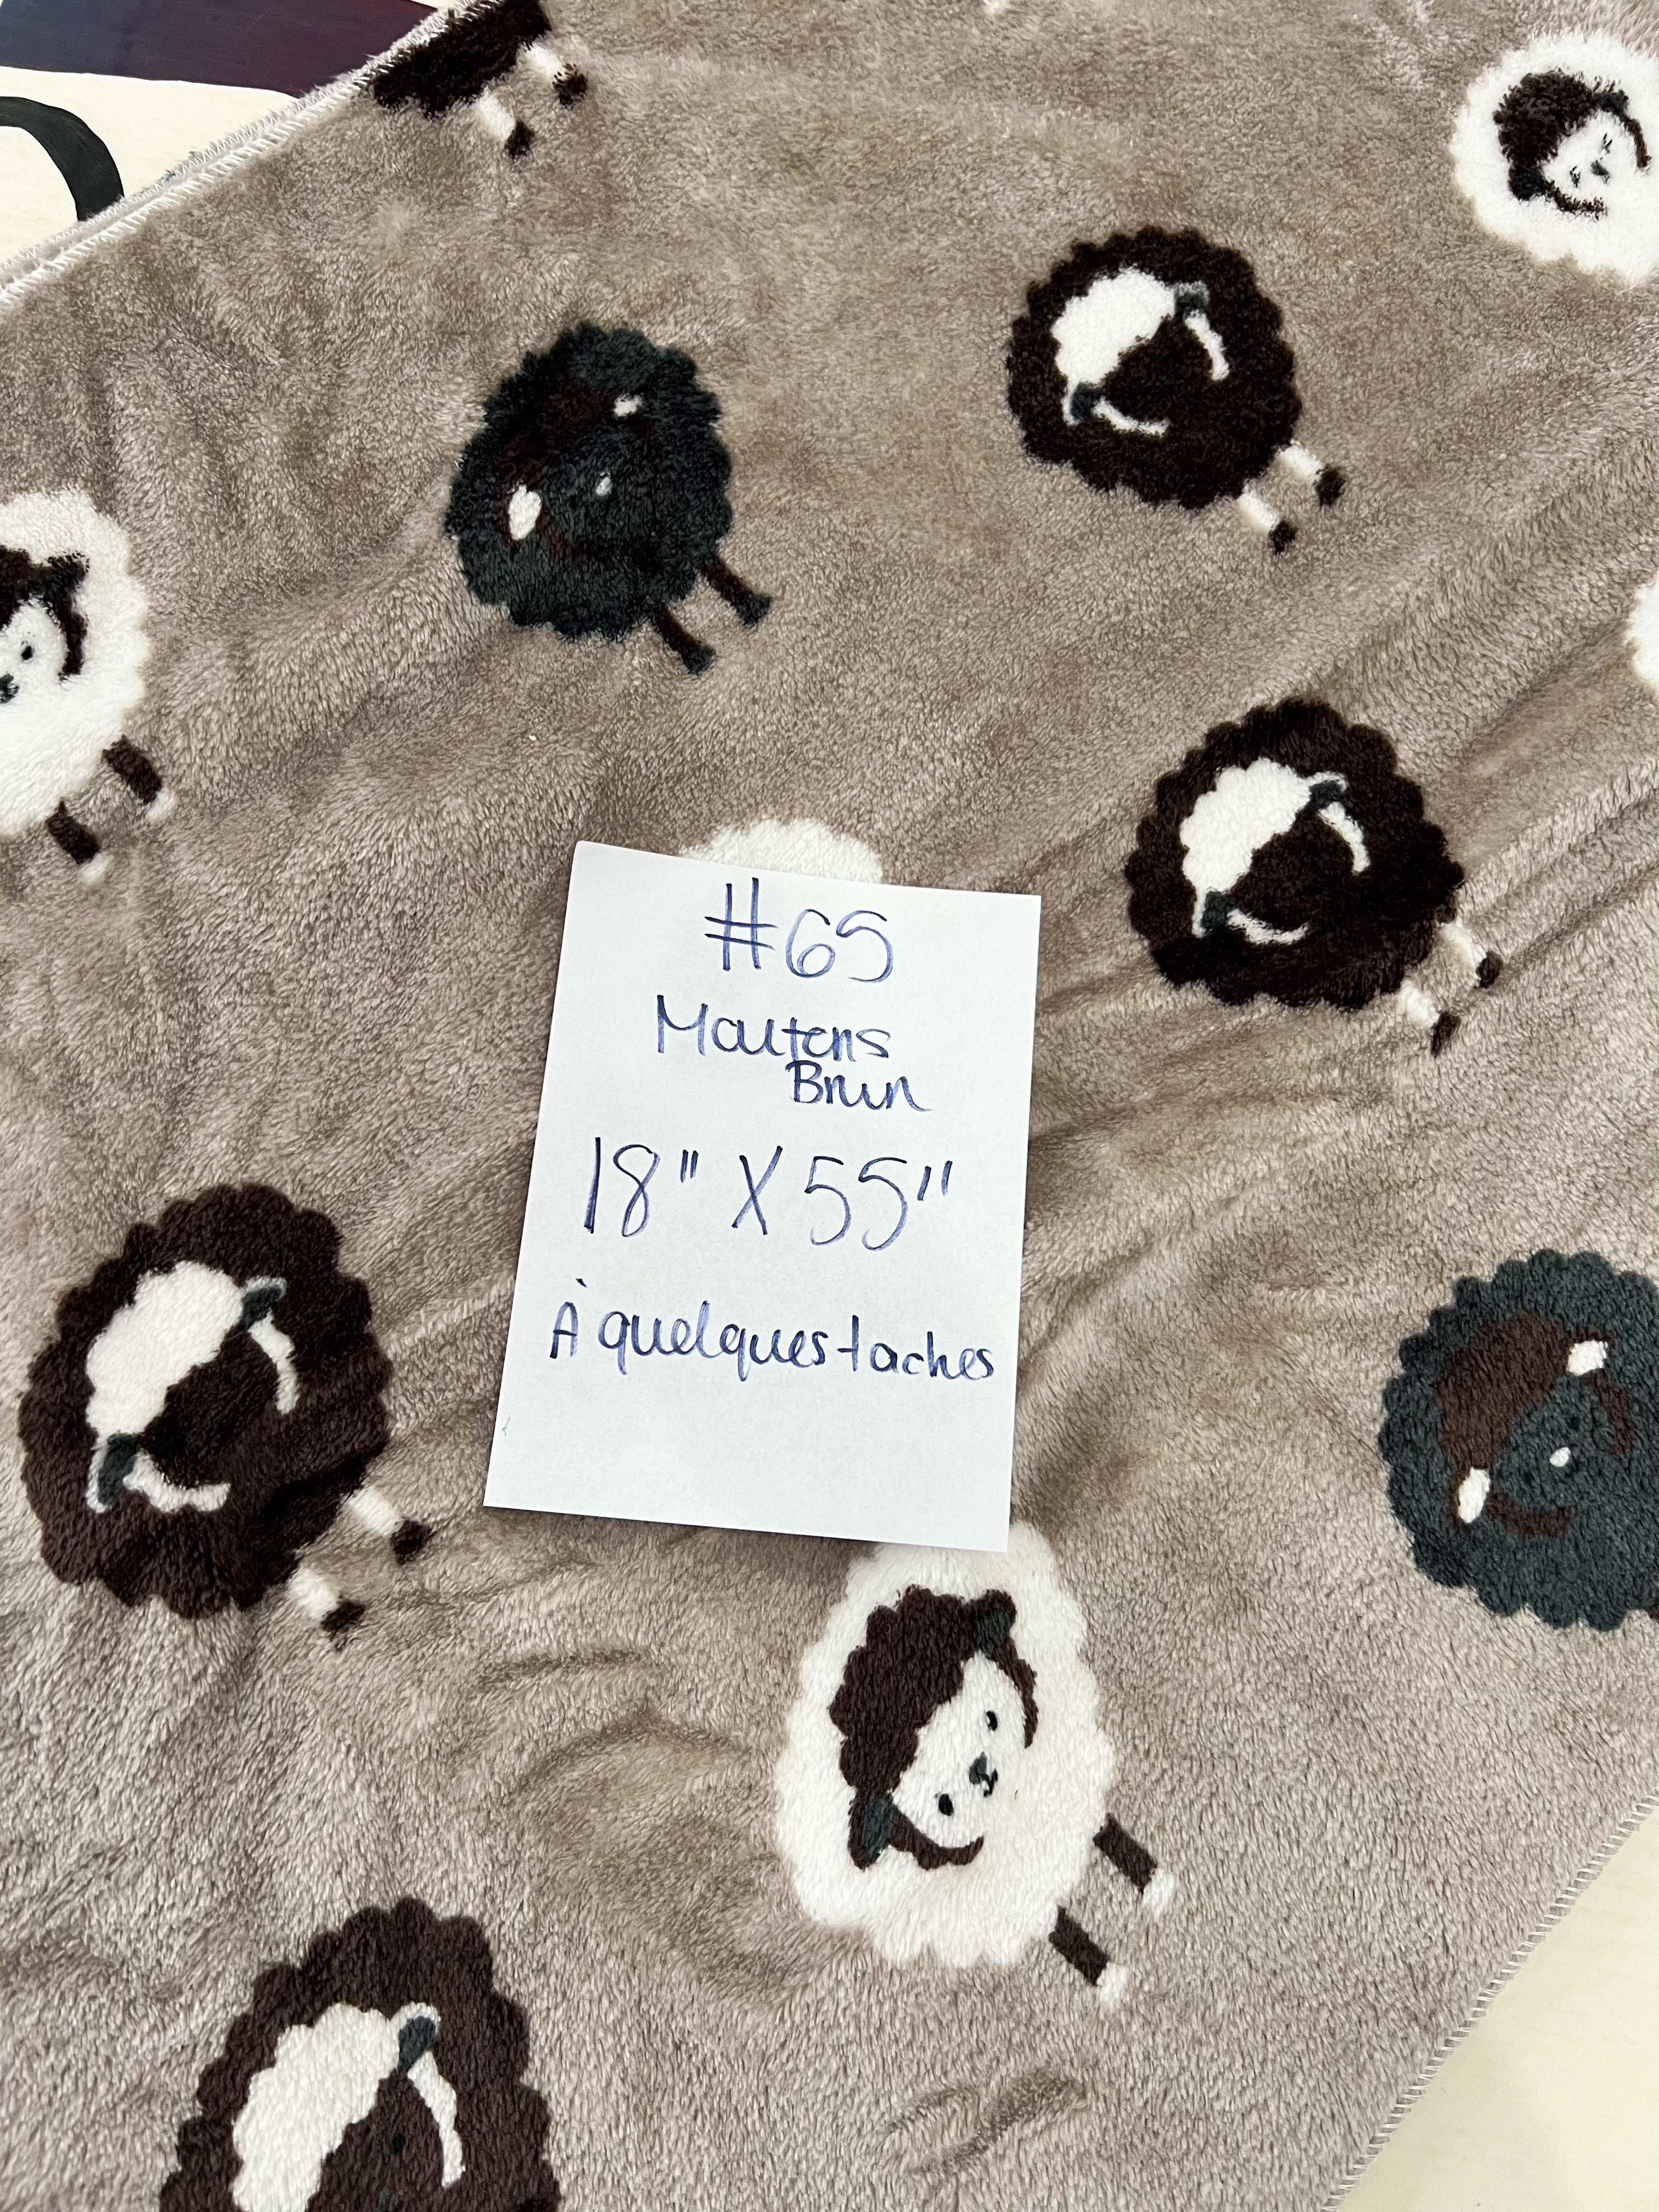 #65
Moutons
Brun
18" X 55"
À quelques taches